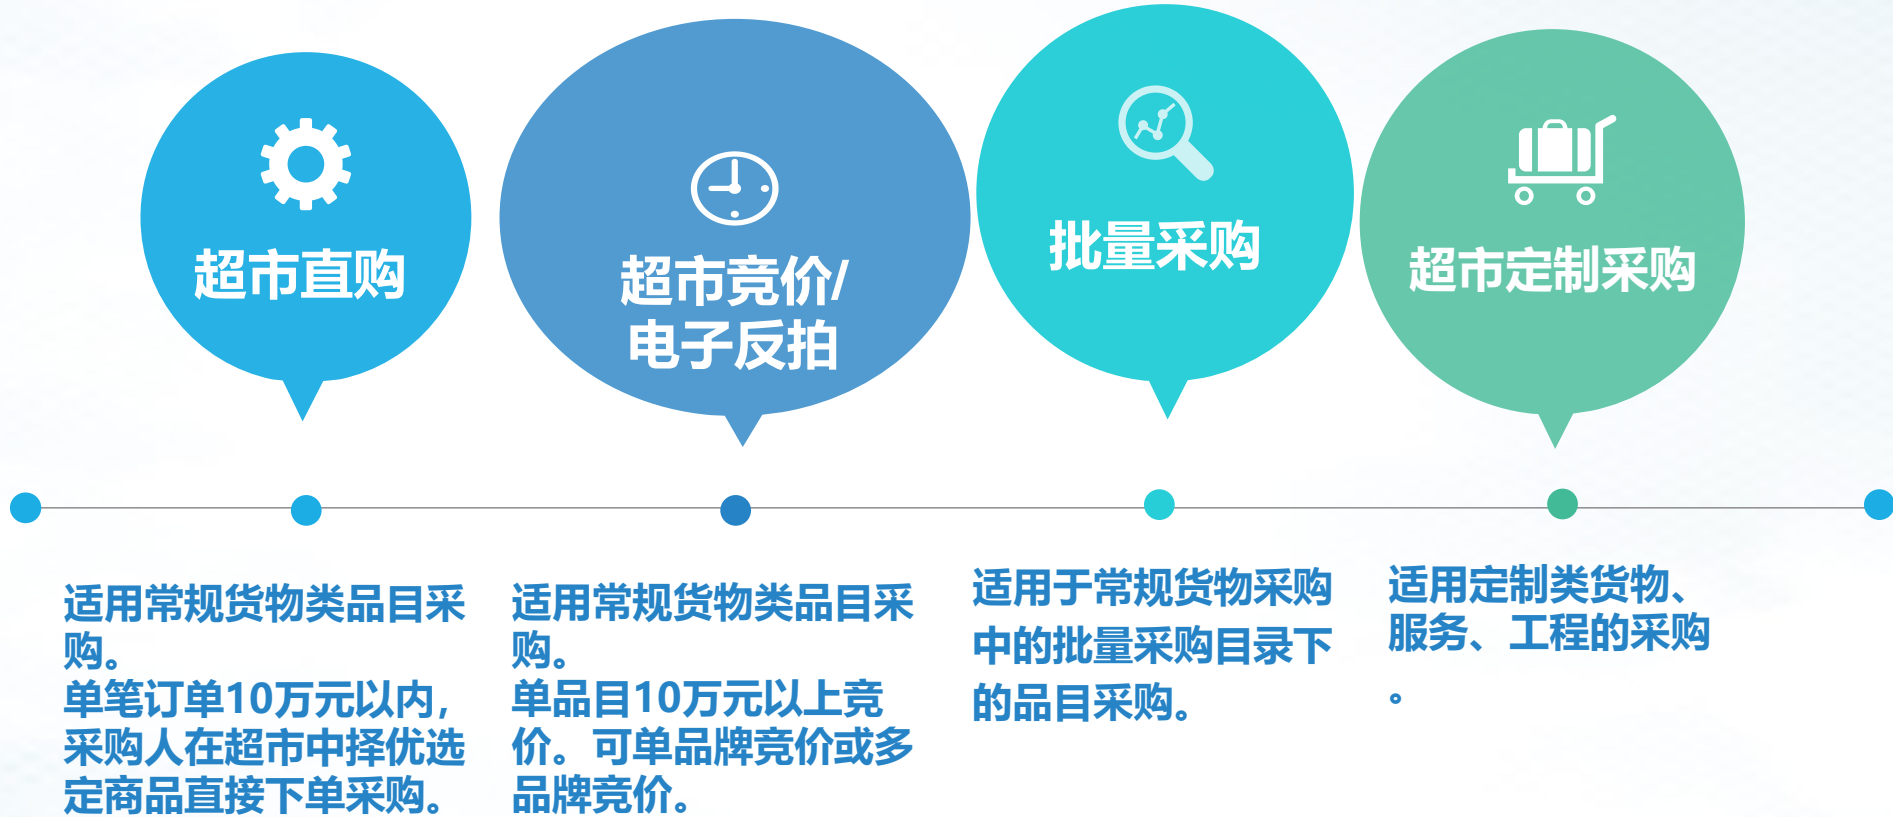 超市直购
超市竞价/
电子反拍
批量采购
超市定制采购
适用常规货物类品目采
购。
单笔订单10万元以内，
采购人在超市中择优选
定商品直接下单采购。
适用常规货物类品目采
购。
单品目10万元以上竞
价。可单品牌竞价或多
品牌竞价。
适用于常规货物采购
中的批量采购目录下
的品目采购。
适用定制类货物、
服务、工程的采购
。